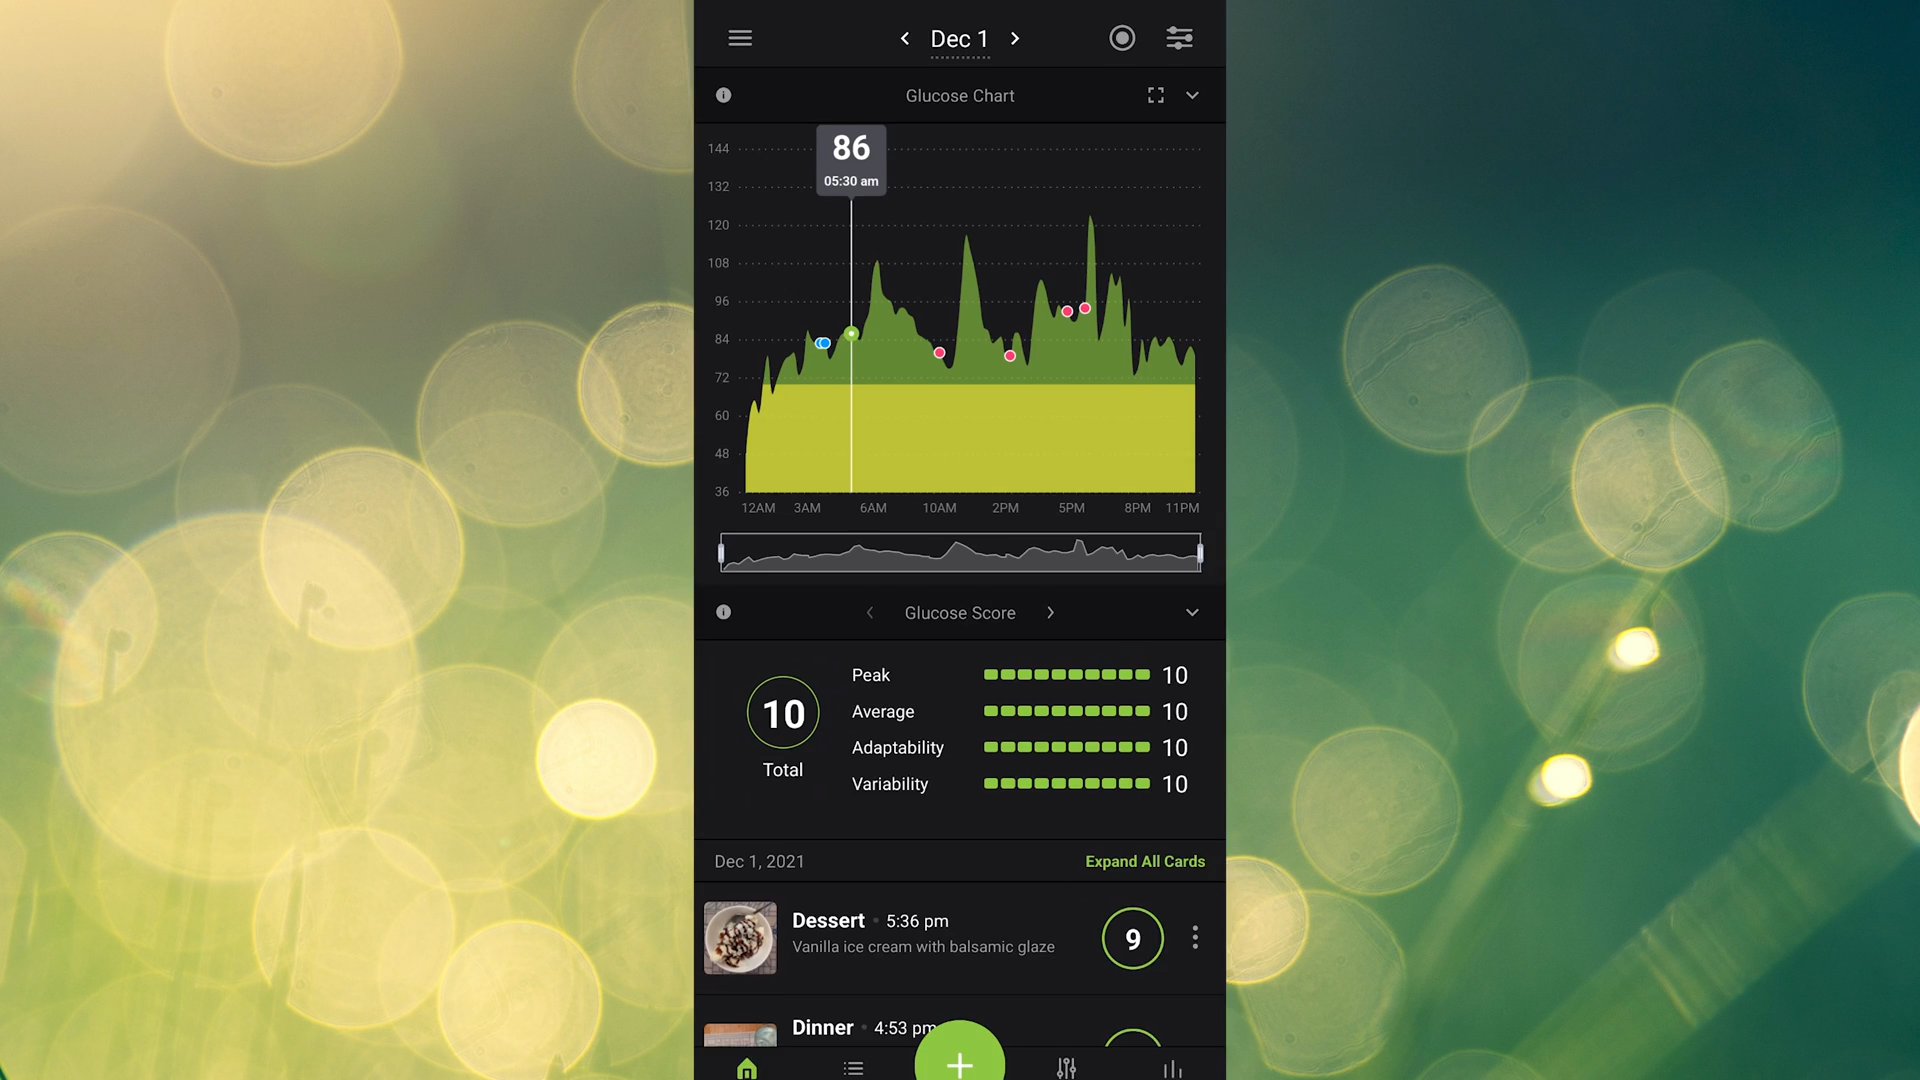 Dec 1
Glucose Chart
86
05:30 am
144
132
120
108
96
84
72
60
48
36
12AM 3AM 6AM 10AM 2PM 5PM 8PM 11PM
Glucose Score
10
Total
Peak 10
Average 10
Adaptability 10
Variability 10
Dec 1, 2021 Expand All Cards
Dessert • 5:36 pm
Vanilla ice cream with balsamic glaze
9
Dinner • 4:53 pm